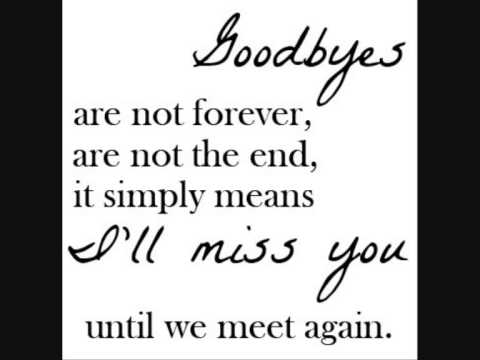 Goodbyes
are not forever,
are not the end,
it simply means
I'll miss you
until we meet again.